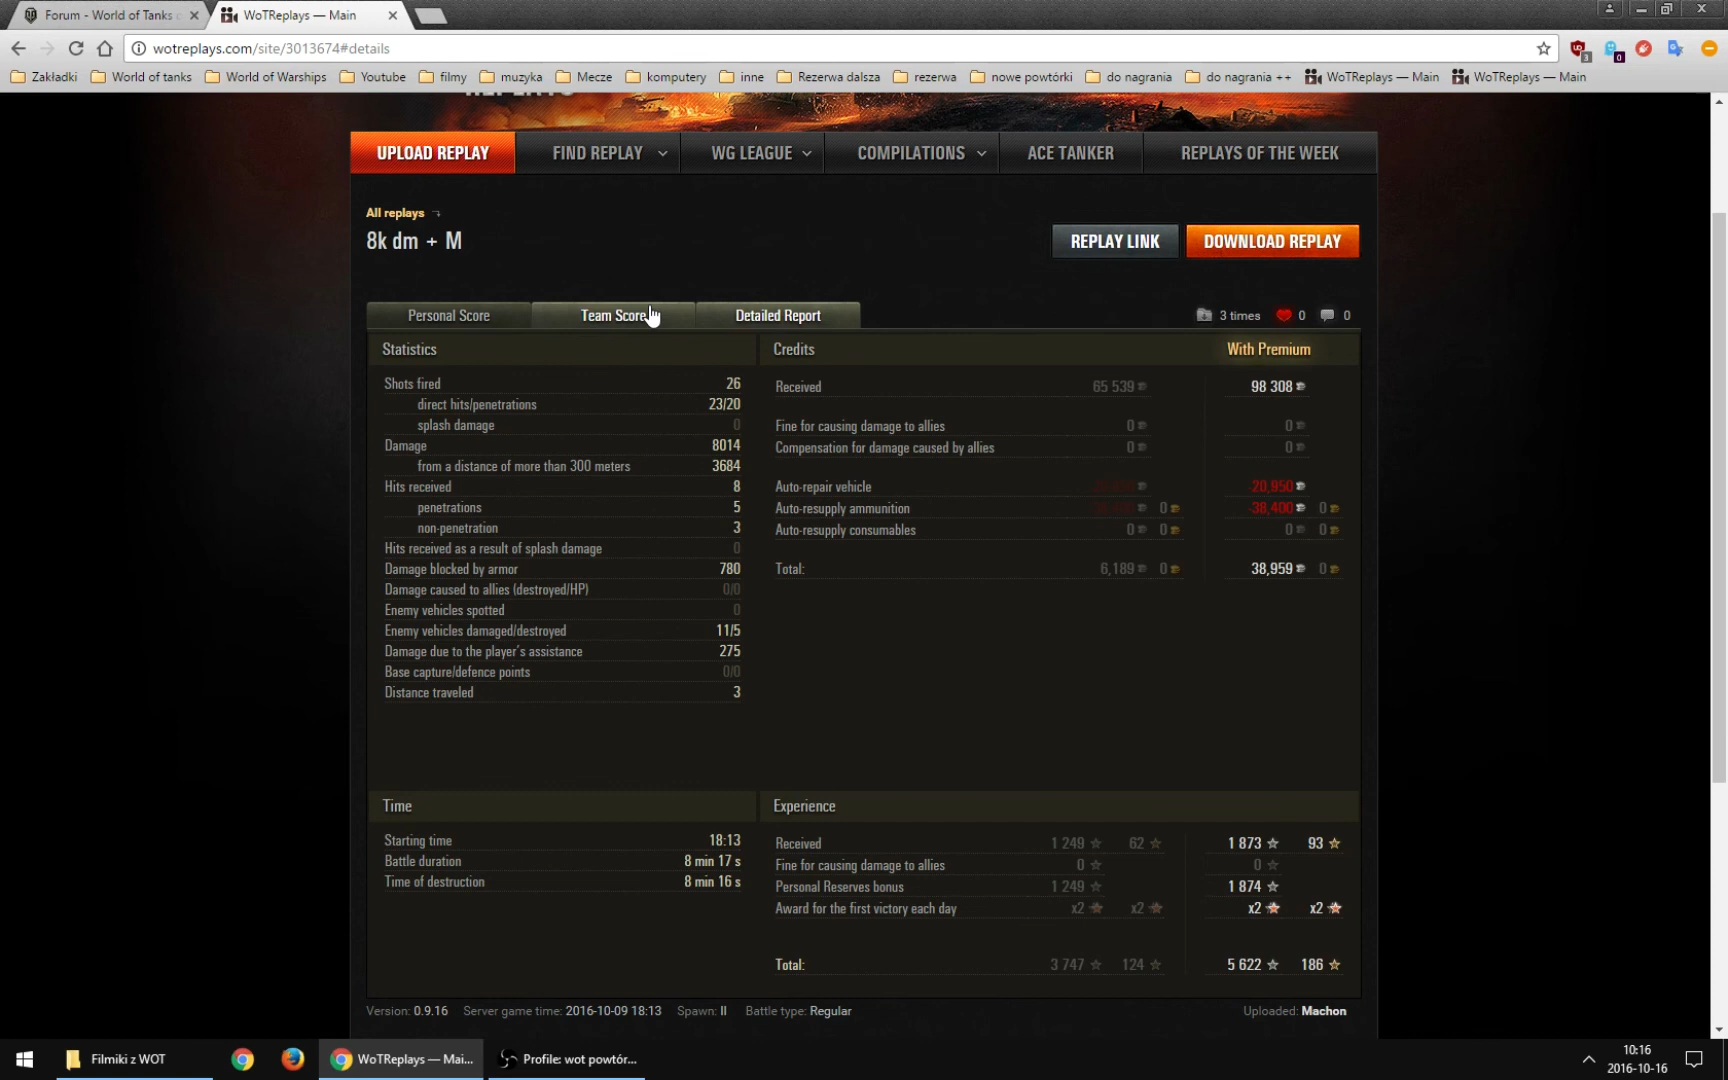 Forum - World of Tanks
WoTReplays — Main
wotreplays.com/site/3013674#details
3
0
Zakładki World of tanks World of Warships Youtube filmy muzyka Mecze komputery inne Rezerwa dalsza rezerwa nowe powtórki do nagrania do nagrania ++ WoTReplays — Main WoTReplays — Main
UPLOAD REPLAY FIND REPLAY WG LEAGUE COMPILATIONS ACE TANKER REPLAYS OF THE WEEK
All replays
8k dm + M
REPLAY LINK DOWNLOAD REPLAY
Personal Score Team Score Detailed Report 3 times 0 0
Statistics Credits With Premium
Shots fired 26
direct hits/penetrations 23/20
splash damage 0
Damage 8014
from a distance of more than 300 meters 3684
Hits received 8
penetrations 5
non-penetration 3
Hits received as a result of splash damage 0
Damage blocked by armor 780
Damage caused to allies (destroyed/HP) 0/0
Enemy vehicles spotted 0
Enemy vehicles damaged/destroyed 11/5
Damage due to the player's assistance 275
Base capture/defence points 0/0
Distance traveled 3
Received 65 539 98 308
Fine for causing damage to allies 0 0
Compensation for damage caused by allies 0 0
Auto-repair vehicle -20,950
Auto-resupply ammunition 0 -38,400 0
Auto-resupply consumables 0 0 0 0
Total: 6,189 0 38,959 0
Time
Starting time 18:13
Battle duration 8 min 17 s
Time of destruction 8 min 16 s
Experience
Received 1 249 62 1 873 93
Fine for causing damage to allies 0 0
Personal Reserves bonus 1 249 1 874
Award for the first victory each day x2 x2 x2 x2
Total: 3 747 124 5 622 186
Version: 0.9.16 Server game time: 2016-10-09 18:13 Spawn: II Battle type: Regular Uploaded: Machon
Filmiki z WOT WoTReplays — Mai... Profile: wot powtór...
10:16
2016-10-16